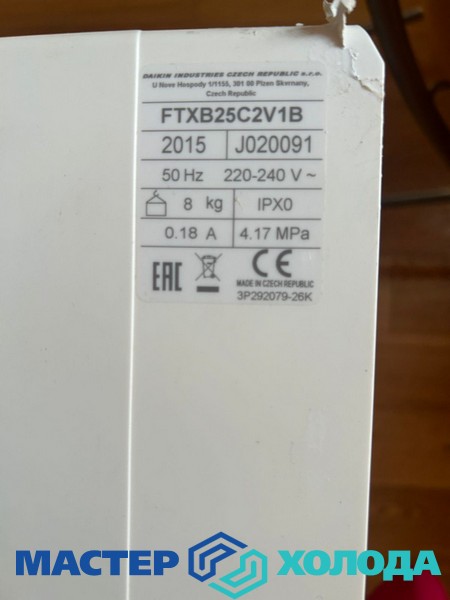 DAIKIN INDUSTRIES CZECH REPUBLIC s.r.o.
U Nove Hospody 1/1155, 301 00 Plzen Skvrnany,
Czech Republic
FTXB25C2V1B
2015 J020091
50 Hz 220-240 V ~
8 kg IPX0
0.18 A 4.17 MPa
EAC CE
MADE IN CZECH REPUBLIC
3P292079-26K
МАСТЕР ХОЛОДА